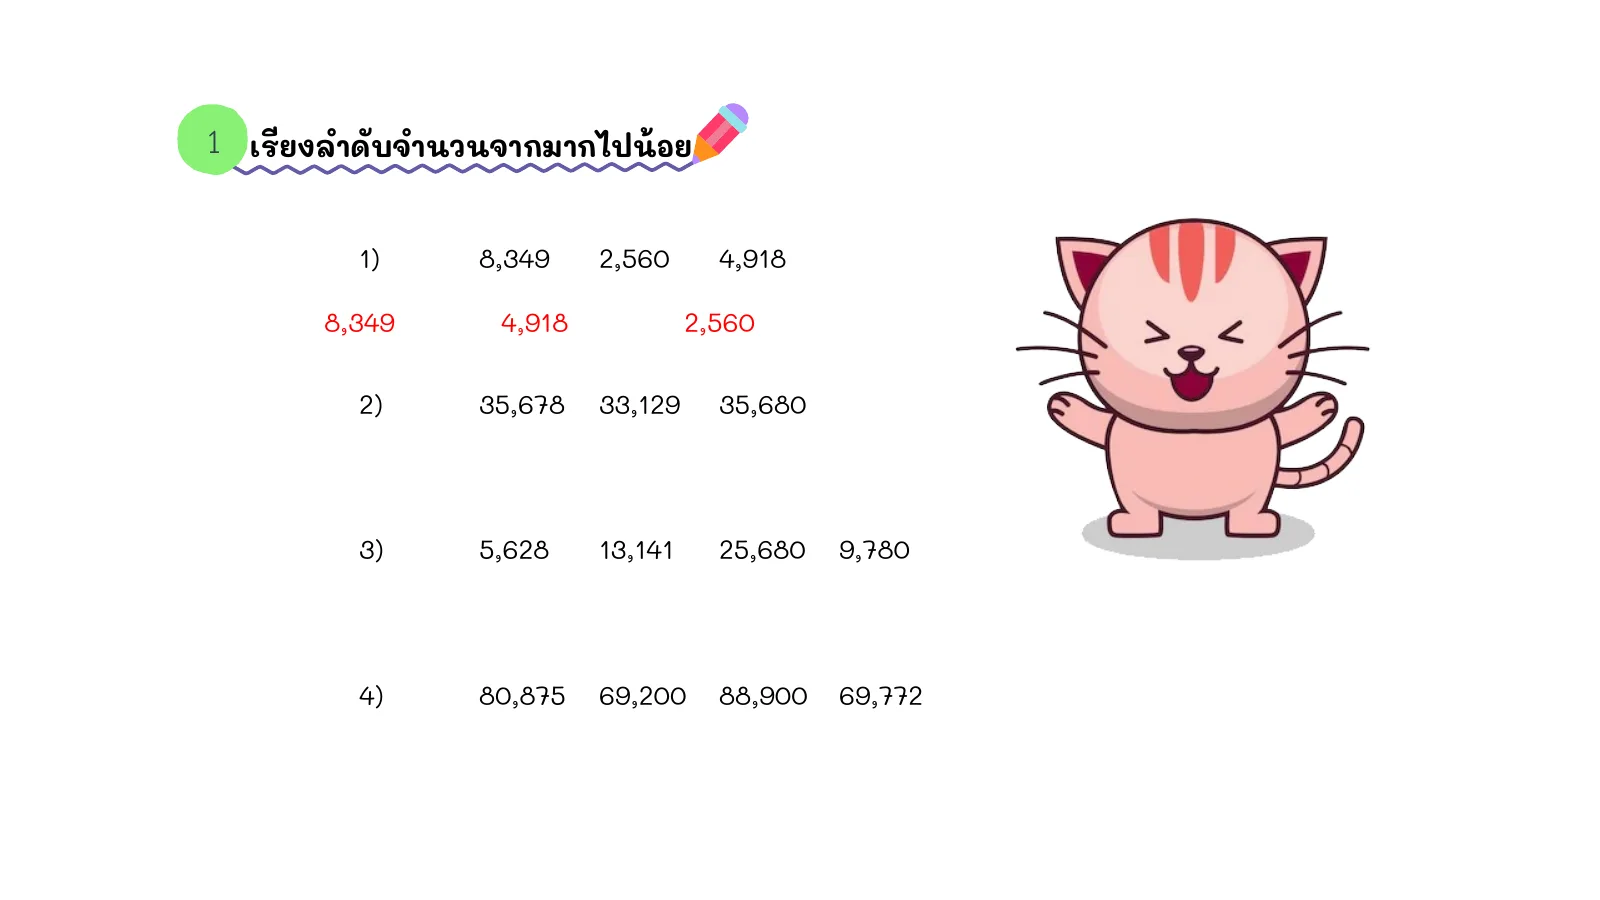 1 เรียงลำดับจำนวนจากมากไปน้อย
1) 8,349 2,560 4,918
8,349 4,918 2,560
2) 35,678 33,129 35,680
3) 5,628 13,141 25,680 9,780
4) 80,875 69,200 88,900 69,772